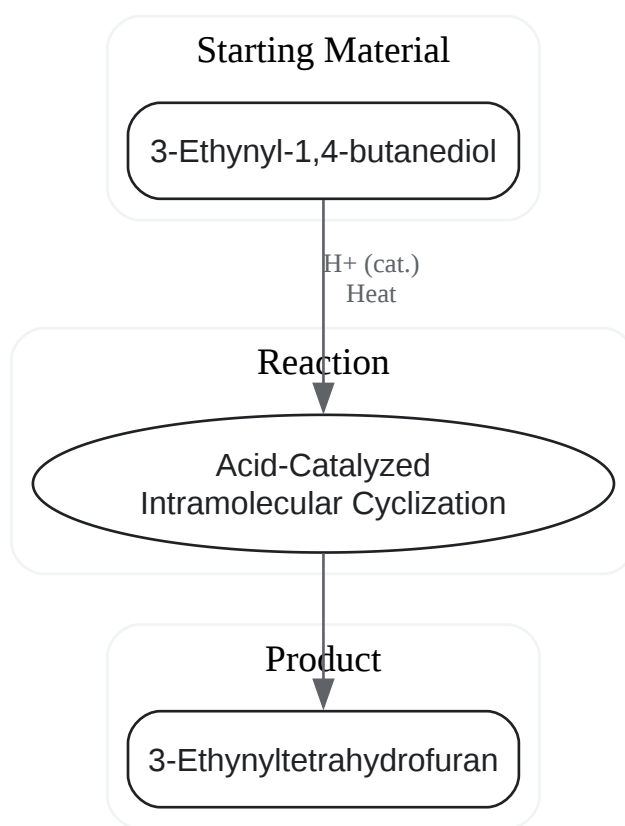 Starting Material
3-Ethynyl-1,4-butanediol
H+ (cat.)
Heat
Reaction
Acid-Catalyzed
Intramolecular Cyclization
Product
3-Ethynyltetrahydrofuran